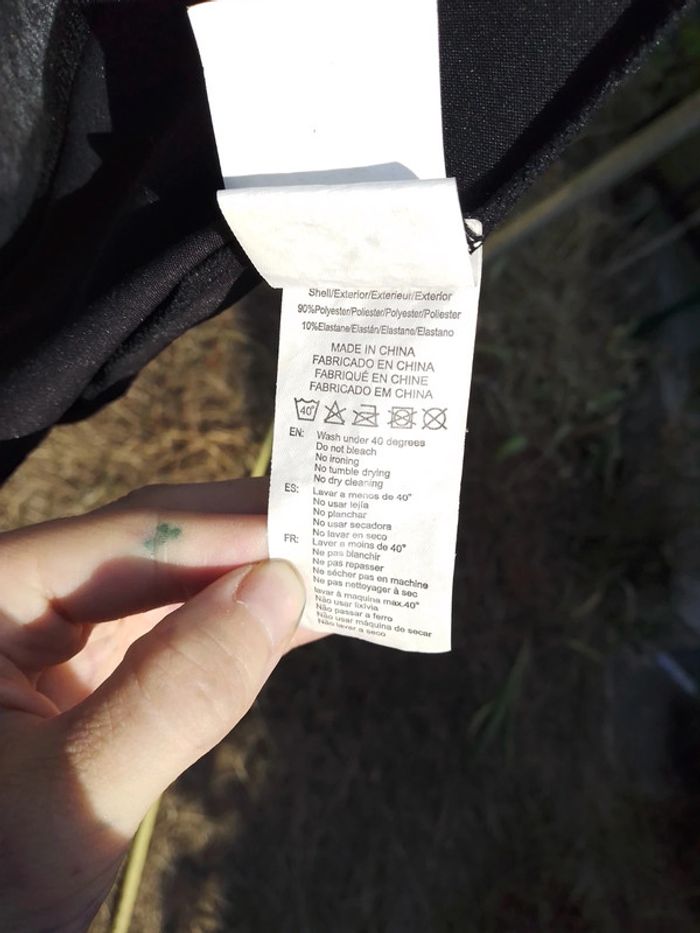 Shell/Exterior/Exterieur/Exterior
90%Polyester/Poliester/Polyester/Poliester
10%Elastane/Elastán/Elastane/Elastano
MADE IN CHINA
FABRICADO EN CHINA
FABRIQUÉ EN CHINE
FABRICADO EM CHINA
40°
EN: Wash under 40 degrees
Do not bleach
No ironing
No tumble drying
No dry cleaning
ES: Lavar a menos de 40°
No usar lejía
No planchar
No usar secadora
No lavar en seco
FR: Laver a moins de 40°
Ne pas blanchir
Ne pas repasser
Ne sécher pas en machine
Ne pas nettoyager à sec
lavar à maquina max.40°
Não usar lixivia
Não passar a ferro
Não usar máquina de secar
Não lavar a seco